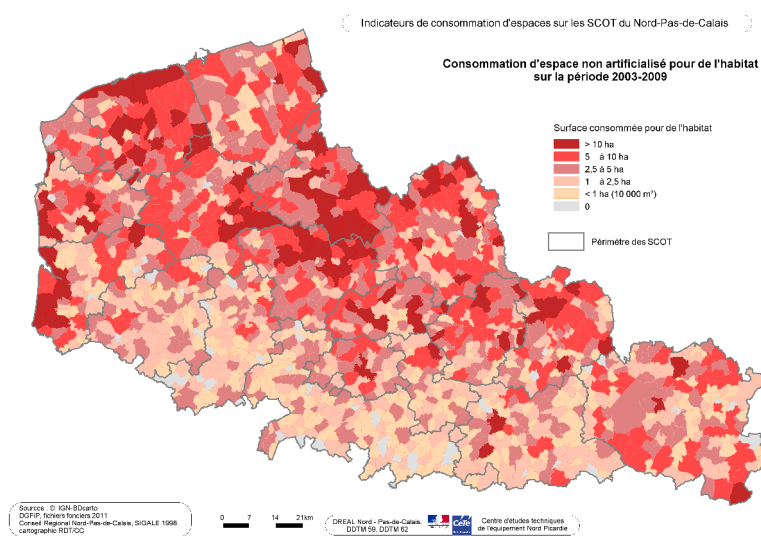 Indicateurs de consommation d'espaces sur les SCOT du Nord-Pas-de-Calais
Consommation d'espace non artificialisé pour de l'habitat
sur la période 2003-2009
Surface consommée pour de l'habitat
> 10 ha
5 à 10 ha
2,5 à 5 ha
1 à 2,5 ha
< 1 ha (10 000 m²)
0
Périmètre des SCOT
Sources : © IGN-BDcarto
DGFiP, fichiers fonciers 2011
Conseil Régional Nord-Pas-de-Calais, SIGALE 1998
cartographie RDT/CC
0 7 14 21km
DREAL Nord - Pas-de-Calais,
DDTM 59, DDTM 62
CeTe
Nord Picardie
Centre d'études techniques
de l'équipement Nord Picardie